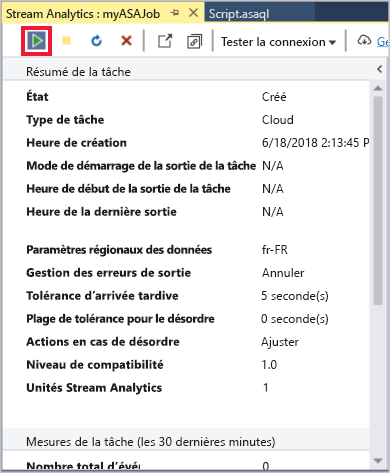 Stream Analytics : myASAJob Script.asaql
Tester la connexion
Résumé de la tâche
État Créé
Type de tâche Cloud
Heure de création 6/18/2018 2:13:45 P
Mode de démarrage de la sortie de la tâche N/A
Heure de début de la sortie de la tâche N/A
Heure de la dernière sortie N/A
Paramètres régionaux des données fr-FR
Gestion des erreurs de sortie Annuler
Tolérance d'arrivée tardive 5 seconde(s)
Plage de tolérance pour le désordre 0 seconde(s)
Actions en cas de désordre Ajuster
Niveau de compatibilité 1.0
Unités Stream Analytics 1
Mesures de la tâche (les 30 dernières minutes)
Nombre total d'évé 0